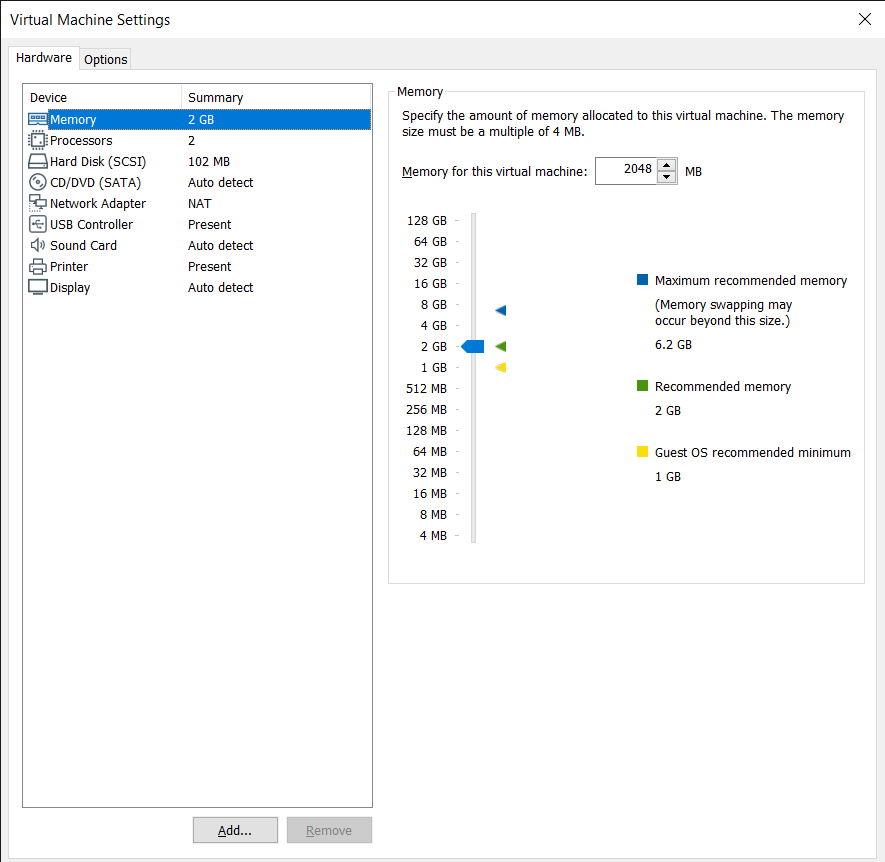 Virtual Machine Settings
Hardware
Options
Device Summary
Memory 2 GB
Processors 2
Hard Disk (SCSI) 102 MB
CD/DVD (SATA) Auto detect
Network Adapter NAT
USB Controller Present
Sound Card Auto detect
Printer Present
Display Auto detect
Add...
Remove
Memory
Specify the amount of memory allocated to this virtual machine. The memory
size must be a multiple of 4 MB.
Memory for this virtual machine: 2048 MB
128 GB
64 GB
32 GB
16 GB
8 GB
4 GB
2 GB
1 GB
512 MB
256 MB
128 MB
64 MB
32 MB
16 MB
8 MB
4 MB
Maximum recommended memory
(Memory swapping may
occur beyond this size.)
6.2 GB
Recommended memory
2 GB
Guest OS recommended minimum
1 GB